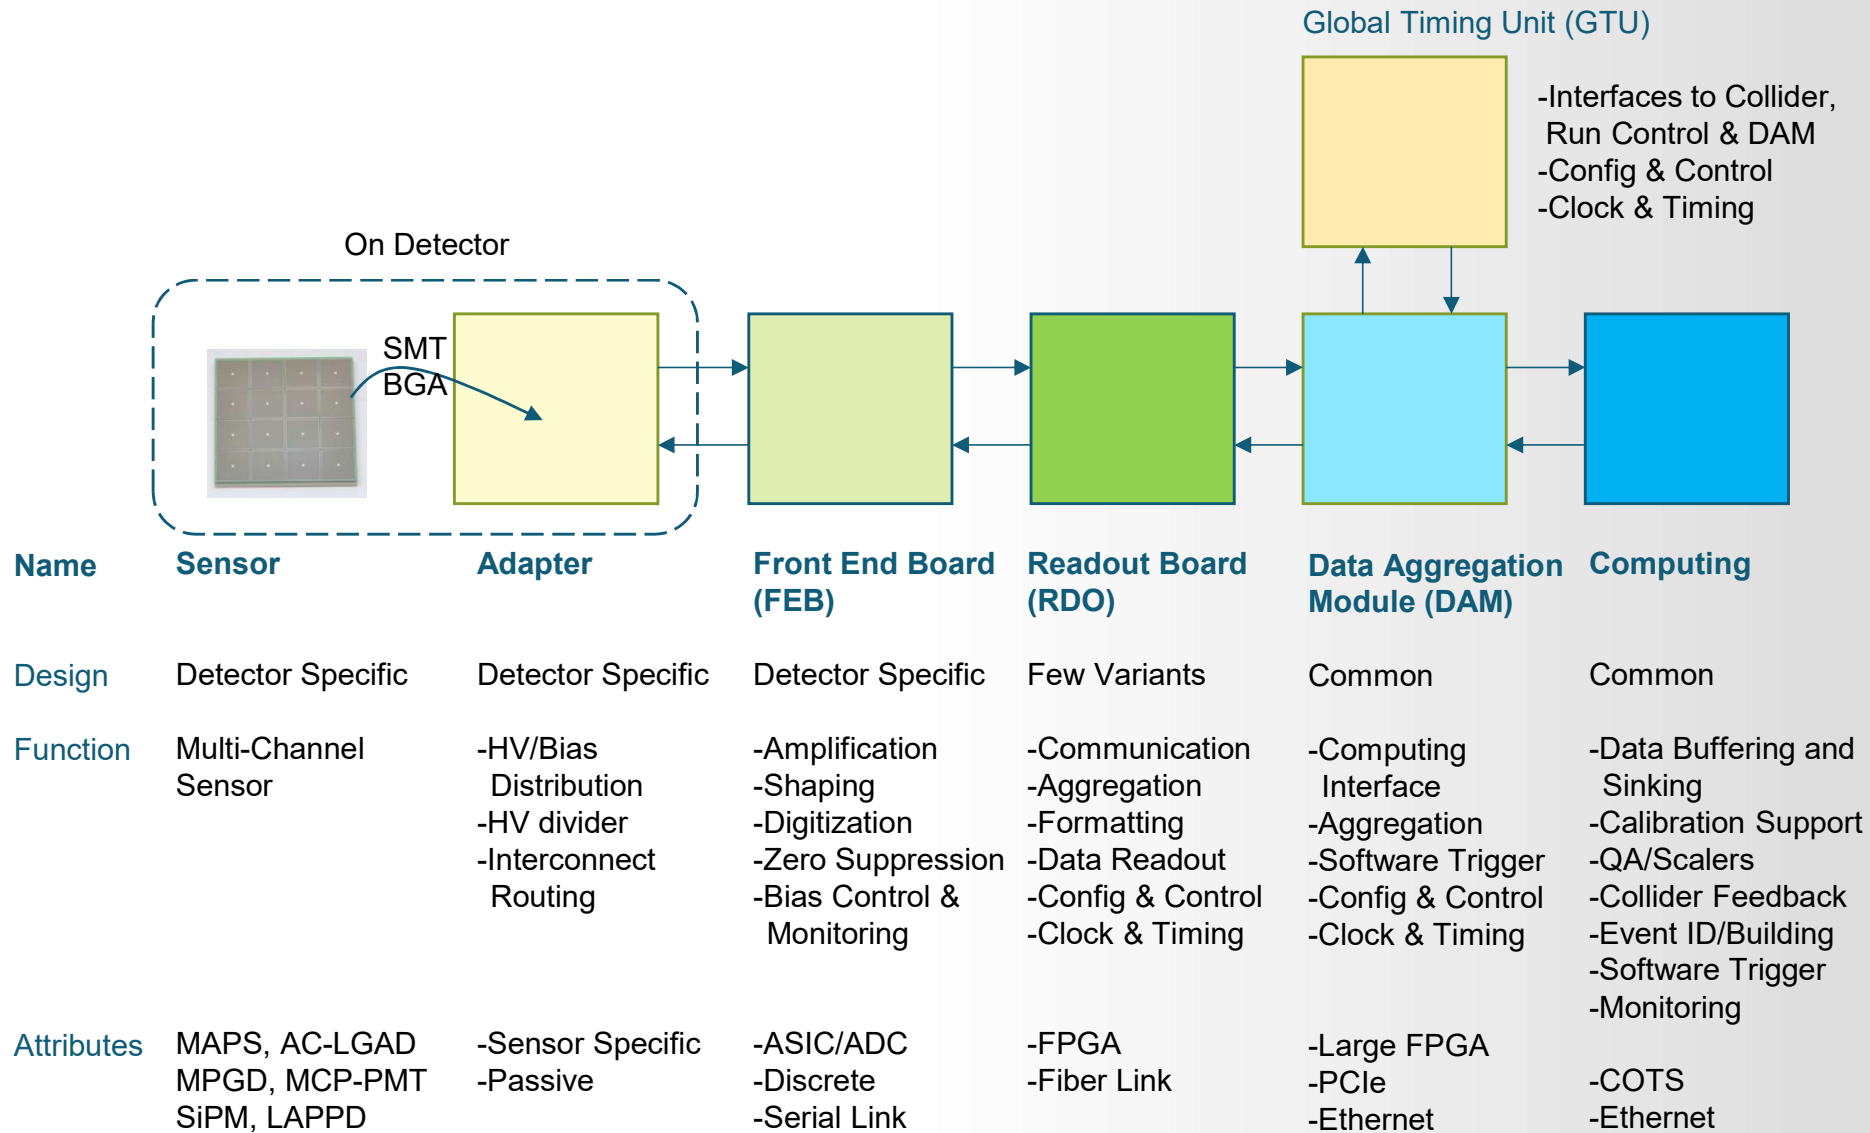 Global Timing Unit (GTU)
-Interfaces to Collider,
Run Control & DAM
-Config & Control
-Clock & Timing
On Detector
SMT
BGA
Name
Sensor
Adapter
Front End Board
(FEB)
Readout Board
(RDO)
Data Aggregation
Module (DAM)
Computing
Design
Detector Specific
Detector Specific
Detector Specific
Few Variants
Common
Common
Function
Multi-Channel
Sensor
-HV/Bias
Distribution
-HV divider
-Interconnect
Routing
-Amplification
-Shaping
-Digitization
-Zero Suppression
-Bias Control &
Monitoring
-Communication
-Aggregation
-Formatting
-Data Readout
-Config & Control
-Clock & Timing
-Computing
Interface
-Aggregation
-Software Trigger
-Config & Control
-Clock & Timing
-Data Buffering and
Sinking
-Calibration Support
-QA/Scalers
-Collider Feedback
-Event ID/Building
-Software Trigger
-Monitoring
Attributes
MAPS, AC-LGAD
MPGD, MCP-PMT
SiPM, LAPPD
-Sensor Specific
-Passive
-ASIC/ADC
-Discrete
-Serial Link
-FPGA
-Fiber Link
-Large FPGA
-PCIe
-Ethernet
-COTS
-Ethernet